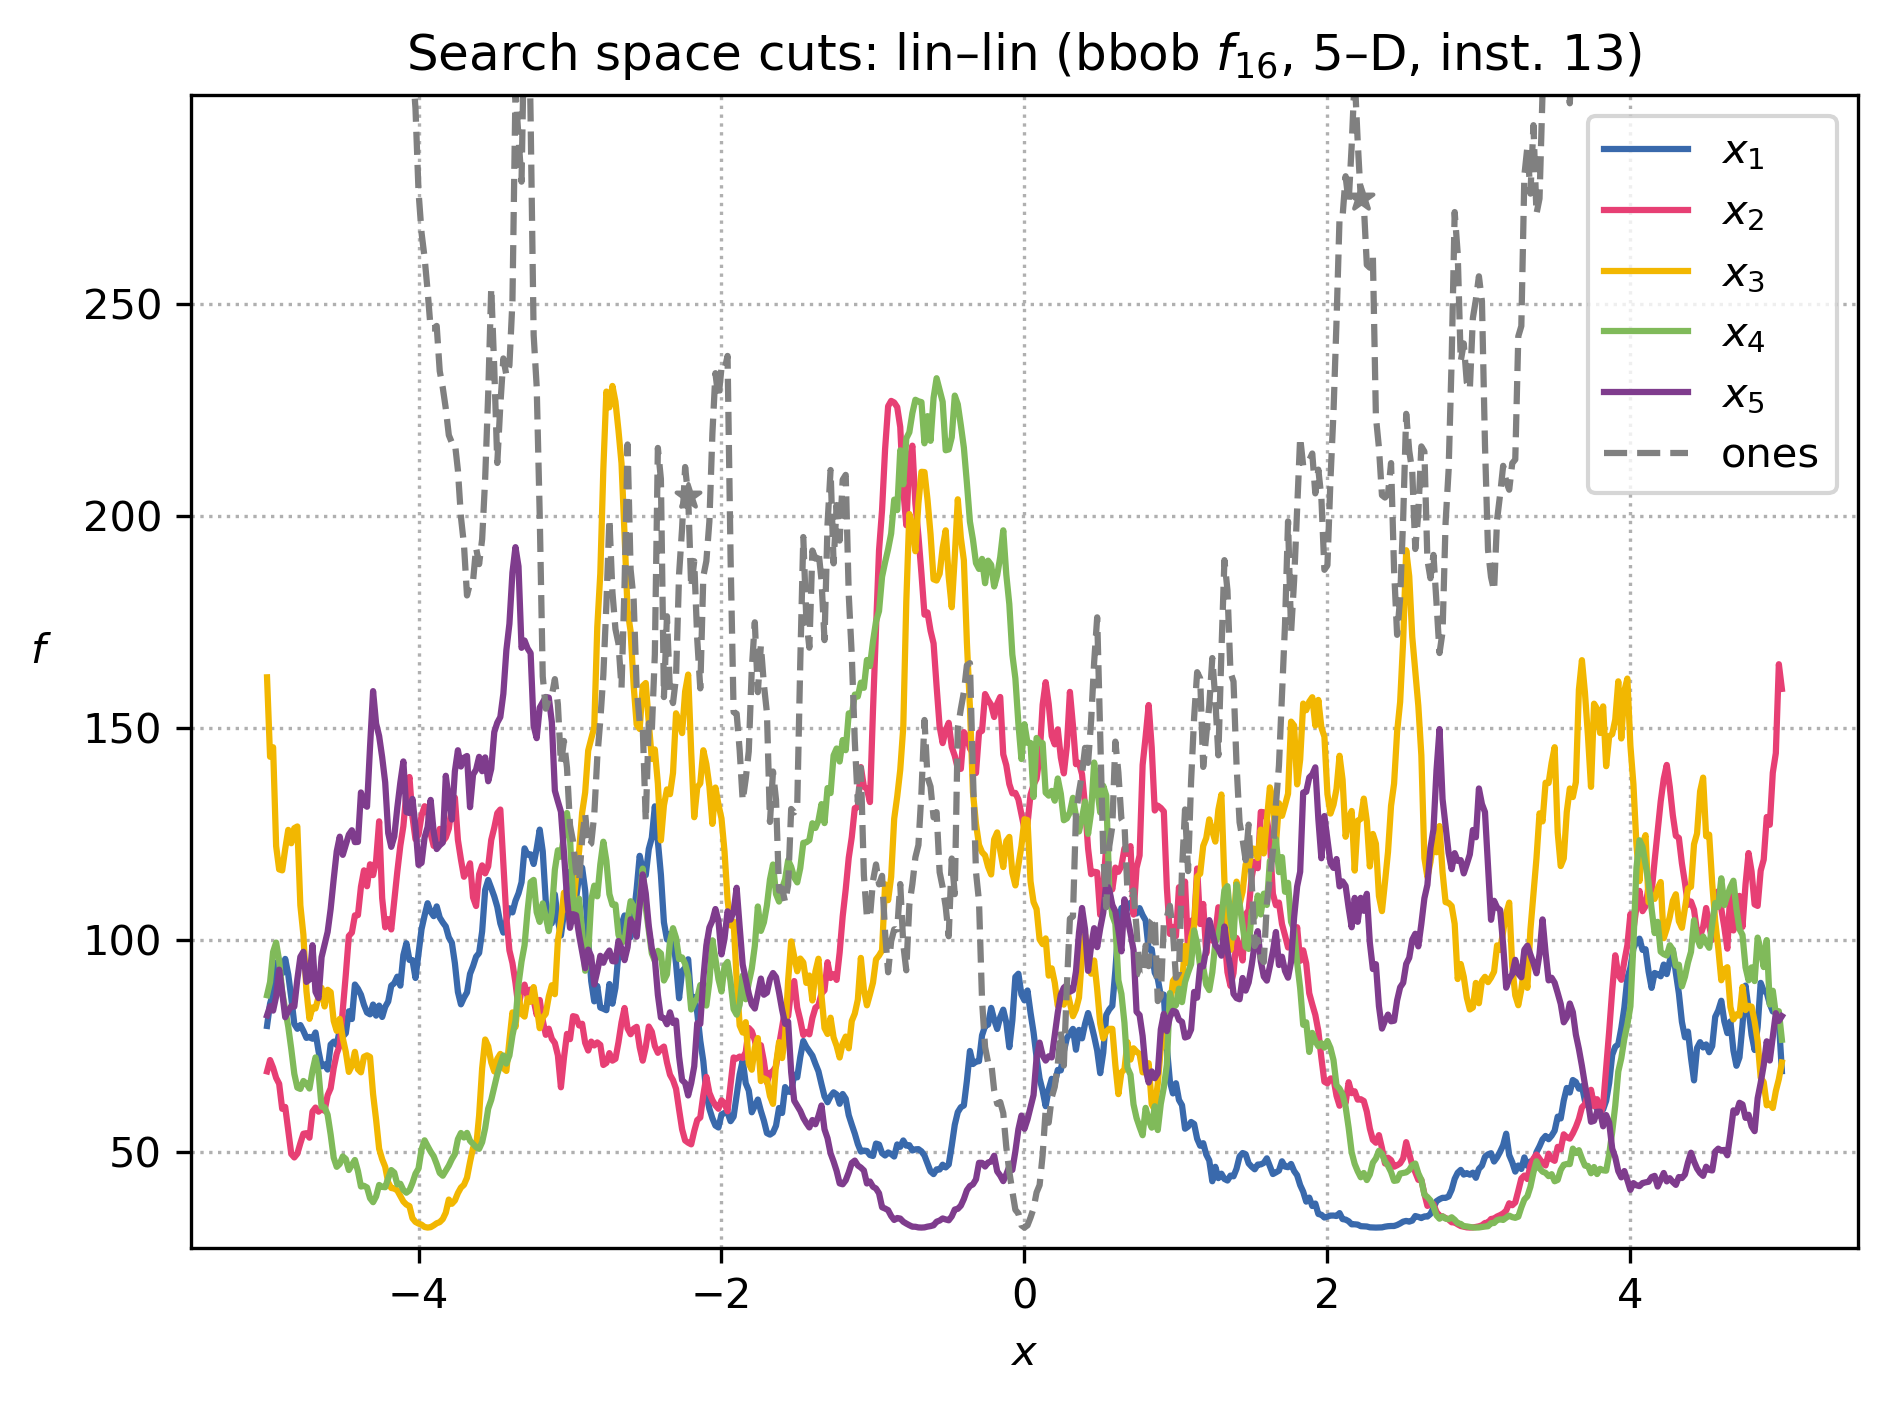 Search space cuts: lin–lin (bbob f16, 5–D, inst. 13)
x1
x2
x3
x4
x5
ones
250
200
150
100
50
f
−4
−2
0
2
4
x